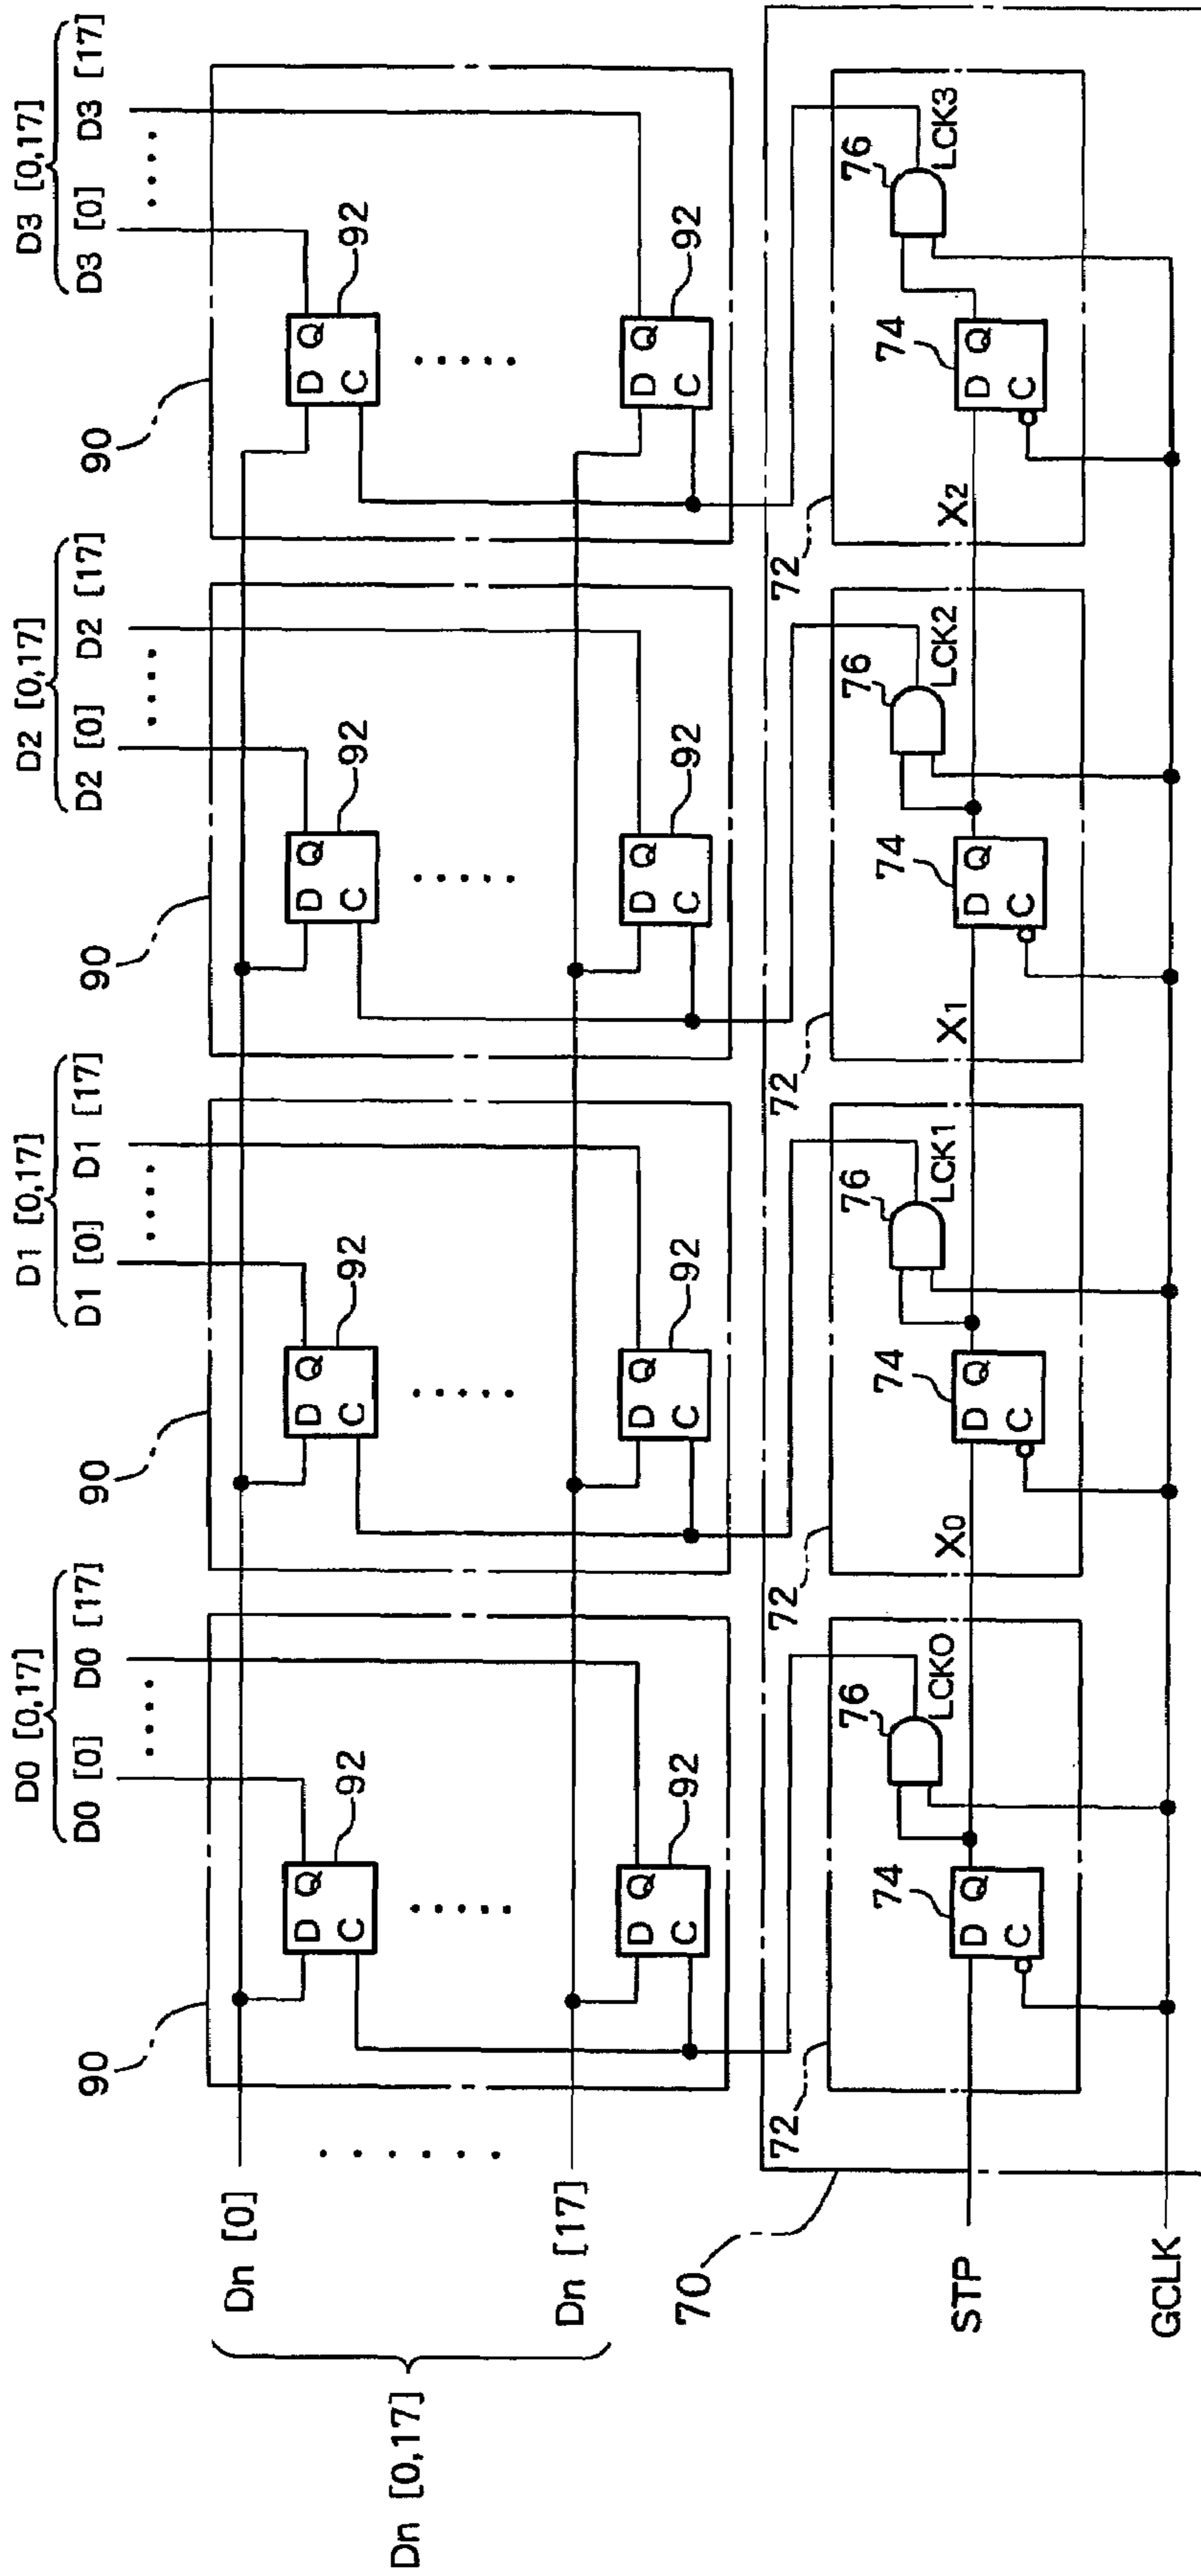 D0 [0,17] D1 [0,17] D2 [0,17] D3 [0,17]
D0 [0] D0 [17] D1 [0] D1 [17] D2 [0] D2 [17] D3 [0] D3 [17]
90 90 90 90
Dn [0]
D Q 92 D Q 92 D Q 92 D Q 92
C C C C
Dn [0,17]
Dn [17]
D Q 92 D Q 92 D Q 92 D Q 92
C C C C
70
72 72 72 72
76 76 76 76
LCK0 LCK1 LCK2 LCK3
74 74 74 74
X0 X1 X2
STP
D Q D Q D Q D Q
C C C C
GCLK